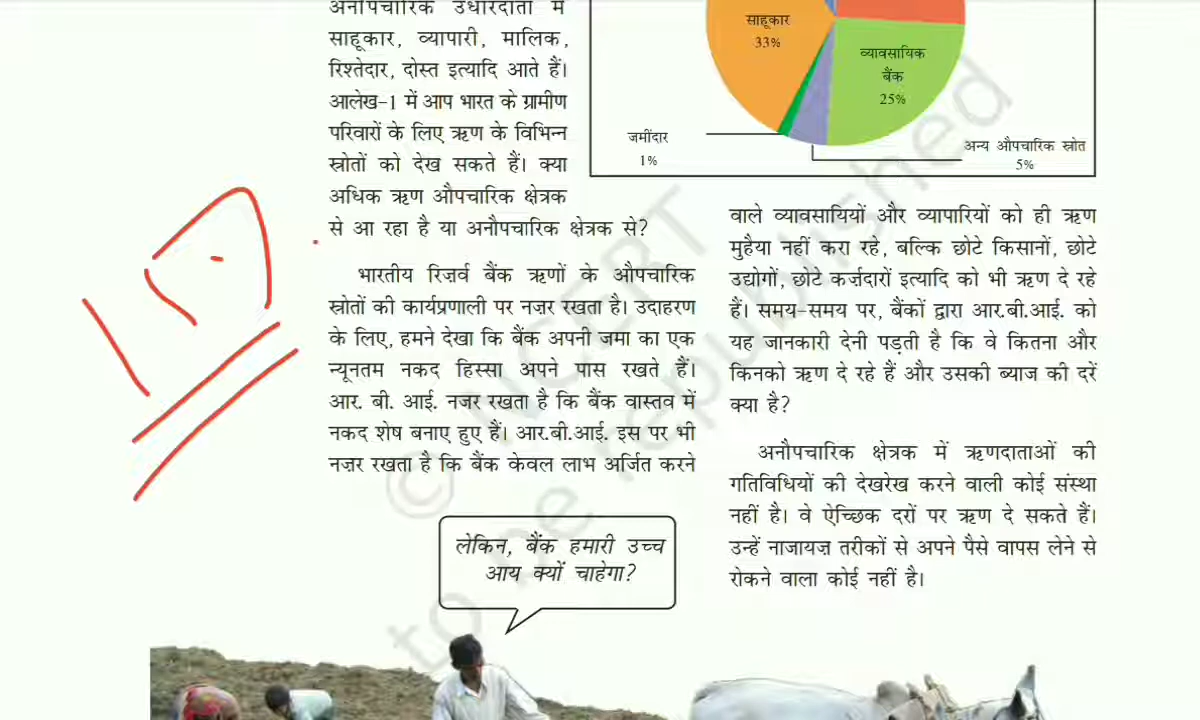 अनौपचारिक उधारदाता में
साहूकार, व्यापारी, मालिक,
रिश्तेदार, दोस्त इत्यादि आते हैं।
आलेख-1 में आप भारत के ग्रामीण
परिवारों के लिए ऋण के विभिन्न
स्रोतों को देख सकते हैं। क्या
अधिक ऋण औपचारिक क्षेत्रक
से आ रहा है या अनौपचारिक क्षेत्रक से?
भारतीय रिज़र्व बैंक ऋणों के औपचारिक
स्रोतों की कार्यप्रणाली पर नज़र रखता है। उदाहरण
के लिए, हमने देखा कि बैंक अपनी जमा का एक
न्यूनतम नकद हिस्सा अपने पास रखते हैं।
आर. बी. आई. नजर रखता है कि बैंक वास्तव में
नकद शेष बनाए हुए हैं। आर.बी.आई. इस पर भी
नजर रखता है कि बैंक केवल लाभ अर्जित करने
साहूकार
33%
व्यावसायिक
बैंक
25%
जमींदार
1%
अन्य औपचारिक स्रोत
5%
वाले व्यावसायियों और व्यापारियों को ही ऋण
मुहैया नहीं करा रहे, बल्कि छोटे किसानों, छोटे
उद्योगों, छोटे कर्जदारों इत्यादि को भी ऋण दे रहे
हैं। समय-समय पर, बैंकों द्वारा आर.बी.आई. को
यह जानकारी देनी पड़ती है कि वे कितना और
किनको ऋण दे रहे हैं और उसकी ब्याज की दरें
क्या है?
अनौपचारिक क्षेत्रक में ऋणदाताओं की
गतिविधियों की देखरेख करने वाली कोई संस्था
नहीं है। वे ऐच्छिक दरों पर ऋण दे सकते हैं।
उन्हें नाजायज़ तरीकों से अपने पैसे वापस लेने से
रोकने वाला कोई नहीं है।
लेकिन, बैंक हमारी उच्च
आय क्यों चाहेगा?
© NCERT
to be republished